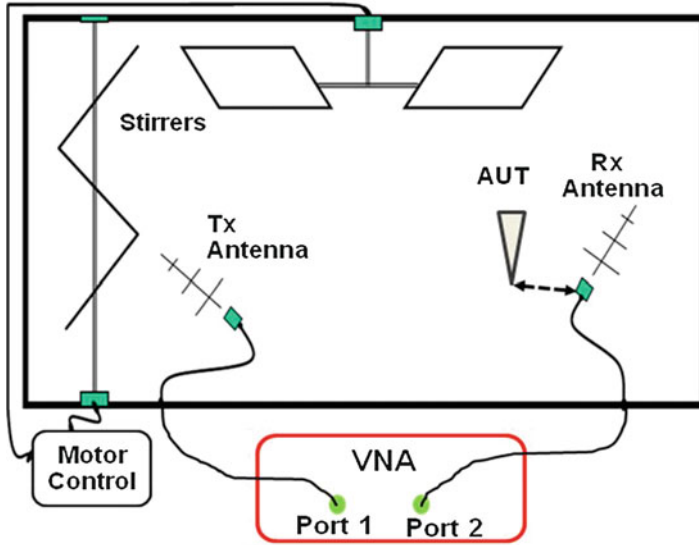 Stirrers
Tx
Antenna
AUT
Rx
Antenna
Motor
Control
VNA
Port 1
Port 2